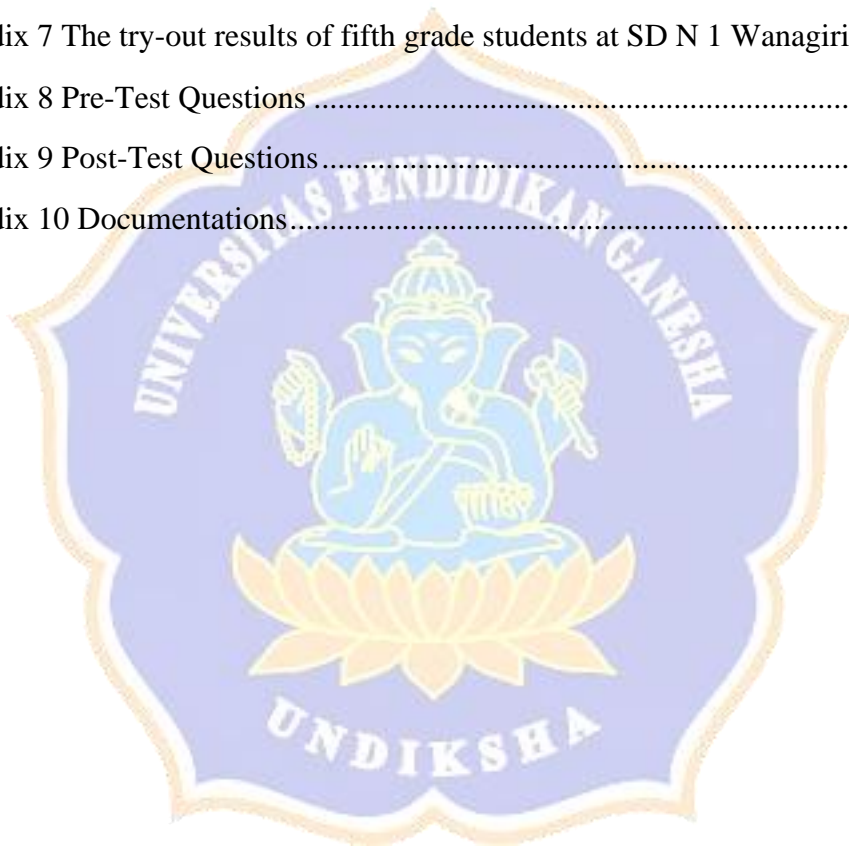 dix 7 The try-out results of fifth grade students at SD N 1 Wanagiri
dix 8 Pre-Test Questions ....................................................................
dix 9 Post-Test Questions....................................................................
dix 10 Documentations........................................................................
UNIVERSITAS PENDIDIKAN GANESHA
UNDIKSHA